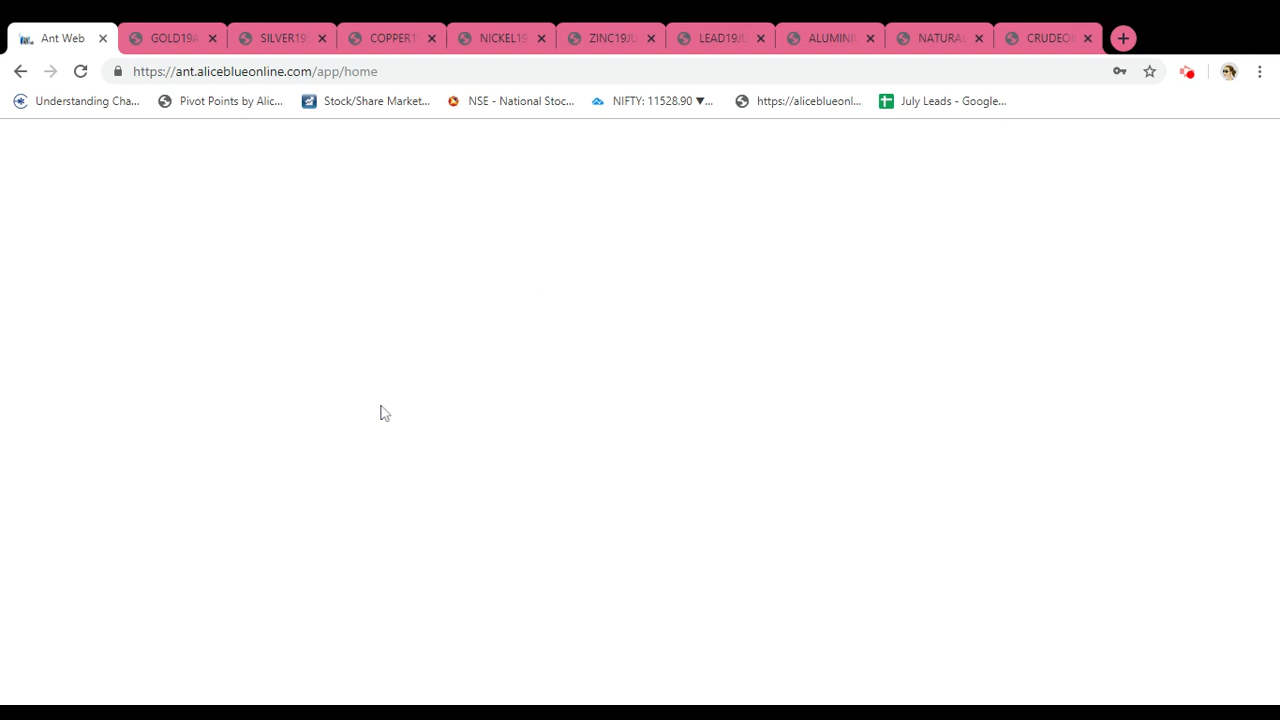 Ant Web GOLD19A SILVER19S COPPER1 NICKEL19 ZINC19JU LEAD19JU ALUMINI NATURAL CRUDEOI
https://ant.aliceblueonline.com/app/home
Understanding Cha... Pivot Points by Alic... Stock/Share Market... NSE - National Stoc... NIFTY: 11528.90 ▼... https://aliceblueonl... July Leads - Google...